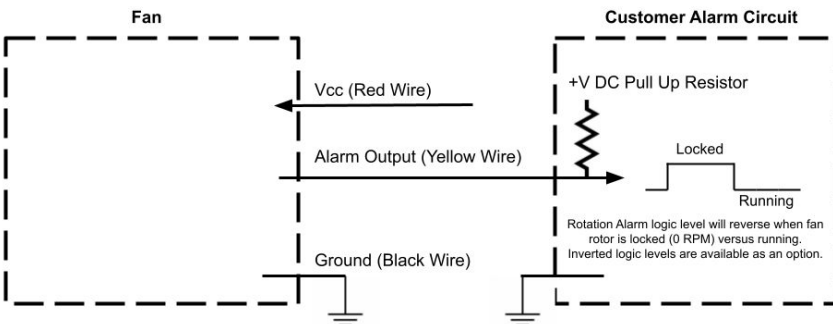 Fan
Customer Alarm Circuit
Vcc (Red Wire)
+V DC Pull Up Resistor
Alarm Output (Yellow Wire)
Locked
Running
Rotation Alarm logic level will reverse when fan
rotor is locked (0 RPM) versus running.
Inverted logic levels are available as an option.
Ground (Black Wire)